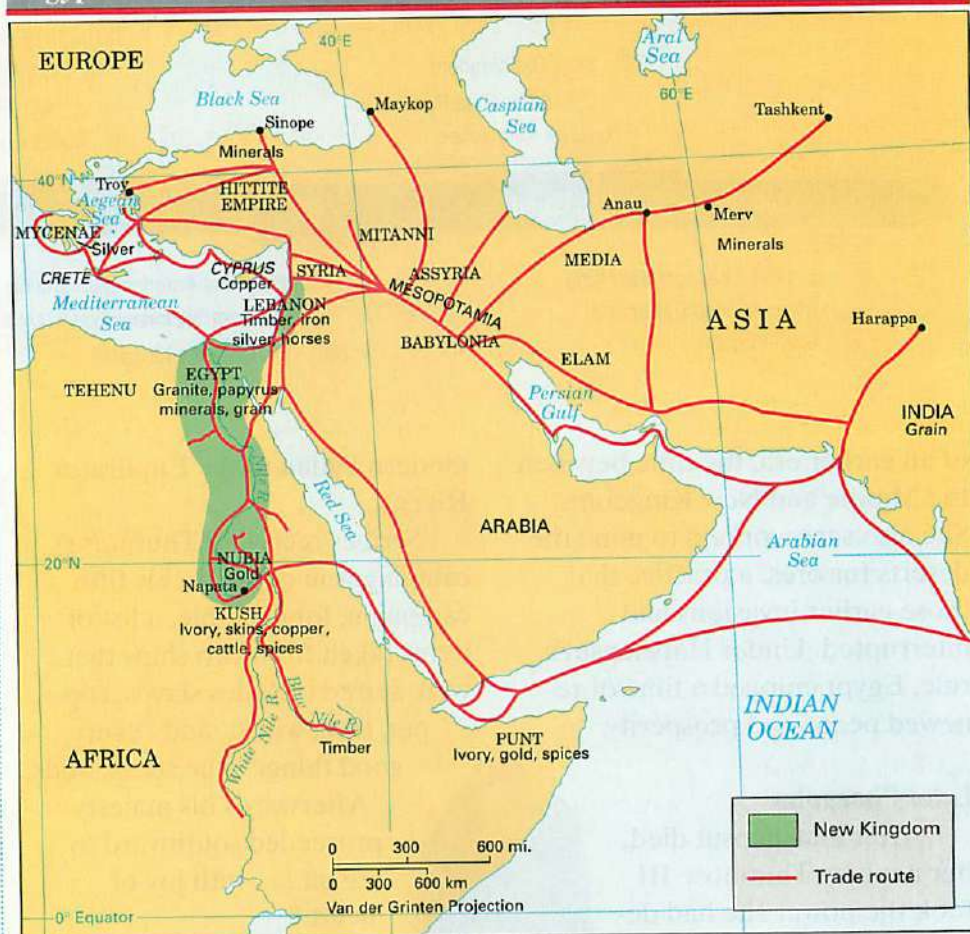 40°E
Aral
Sea
EUROPE
60°E
Black Sea
Maykop
Caspian
Sea
Tashkent
Sinope
Minerals
40°N
Troy
HITTITE
EMPIRE
Aegean
Sea
Anau
Merv
MYCENAE
MITANNI
Minerals
Silver
MEDIA
CYPRUS
Copper
SYRIA
ASSYRIA
CRETE
MESOPOTAMIA
ASIA
Mediterranean
Sea
LEBANON
Timber, iron
silver, horses
Harappa
BABYLONIA
ELAM
TEHENU
EGYPT
Granite, papyrus
minerals, grain
Persian
Gulf
INDIA
Grain
Nile R.
Red Sea
ARABIA
Arabian
Sea
20°N
NUBIA
Gold
Napata
KUSH
Ivory, skins, copper,
cattle, spices
INDIAN
OCEAN
Blue
Nile R.
Timber
PUNT
Ivory, gold, spices
AFRICA
White Nile R.
New Kingdom
0 300 600 mi.
0 300 600 km
Trade route
Van der Grinten Projection
0° Equator